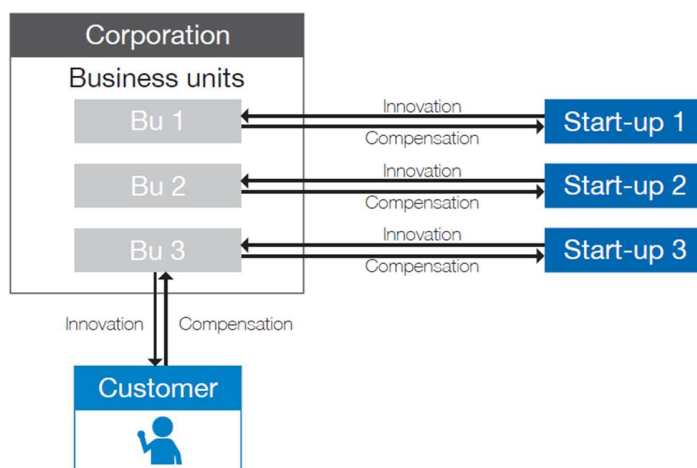 Corporation
Business units
Bu 1
Innovation
Compensation
Start-up 1
Bu 2
Innovation
Compensation
Start-up 2
Bu 3
Innovation
Compensation
Start-up 3
Innovation
Compensation
Customer